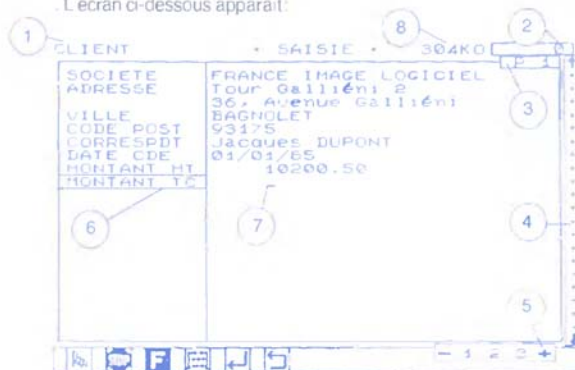 . L'écran ci-dessous apparaît:
1 8 2
CLIENT * SAISIE * 304KO
P 1 +
3
SOCIETE FRANCE IMAGE LOGICIEL
ADRESSE Tour Galliéni 2
36, Avenue Galliéni
VILLE BAGNOLET
CODE POST 93175
CORRESPDT Jacques DUPONT
DATE CDE 01/01/85
MONTANT HT 10200.50
MONTANT TC
6 7 4
5
F - 1 2 3 +